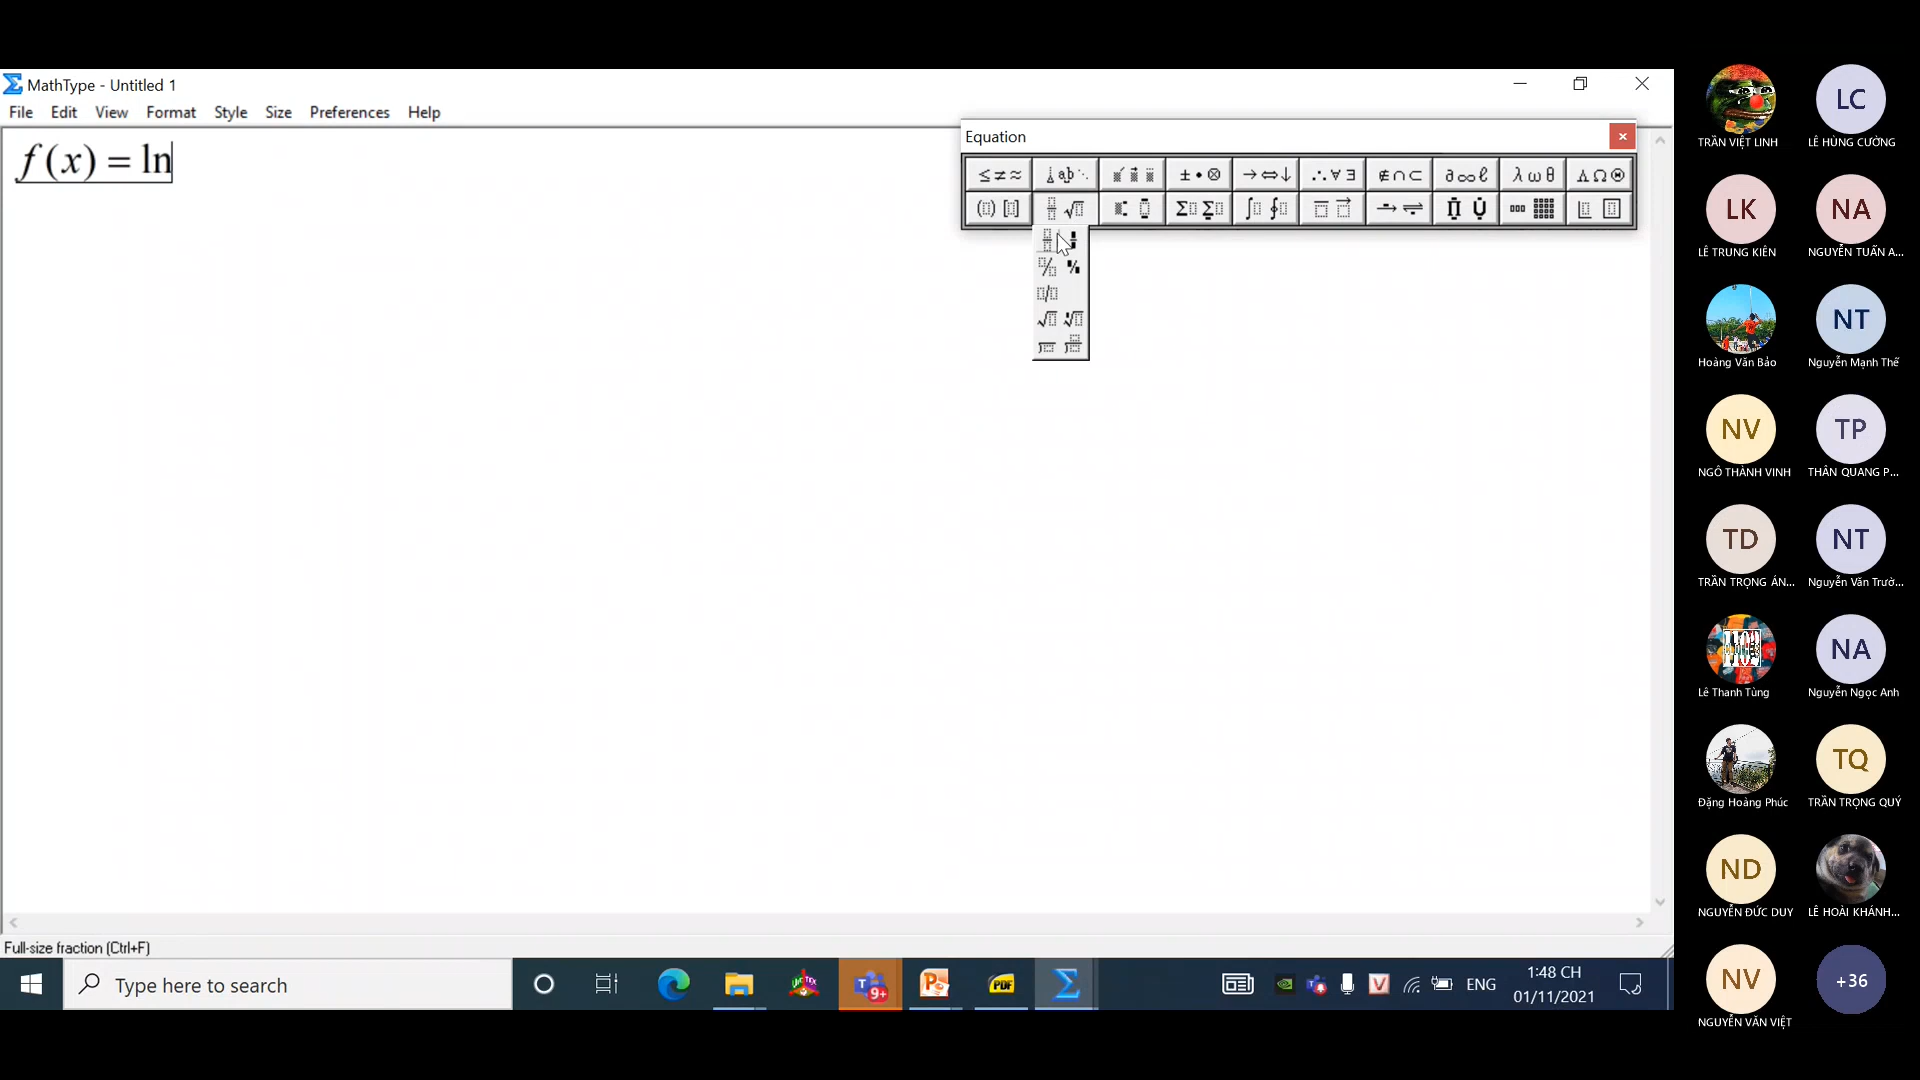 MathType - Untitled 1
File Edit View Format Style Size Preferences Help
f(x) = ln
Equation
Full-size fraction (Ctrl+F)
Type here to search
9+
PDF
ENG
1:48 CH
01/11/2021
TRẦN VIỆT LINH
LC
LÊ HÙNG CƯỜNG
LK
LÊ TRUNG KIÊN
NA
NGUYỄN TUẤN A...
Hoàng Văn Bảo
NT
Nguyễn Mạnh Thế
NV
NGÔ THÀNH VINH
TP
THÂN QUANG P...
TD
TRẦN TRỌNG ÁN...
NT
Nguyễn Văn Trườ...
Lê Thanh Tùng
NA
Nguyễn Ngọc Anh
Đặng Hoàng Phúc
TQ
TRẦN TRỌNG QUÝ
ND
NGUYỄN ĐỨC DUY
LÊ HOÀI KHÁNH...
NV
NGUYỄN VĂN VIỆT
+36